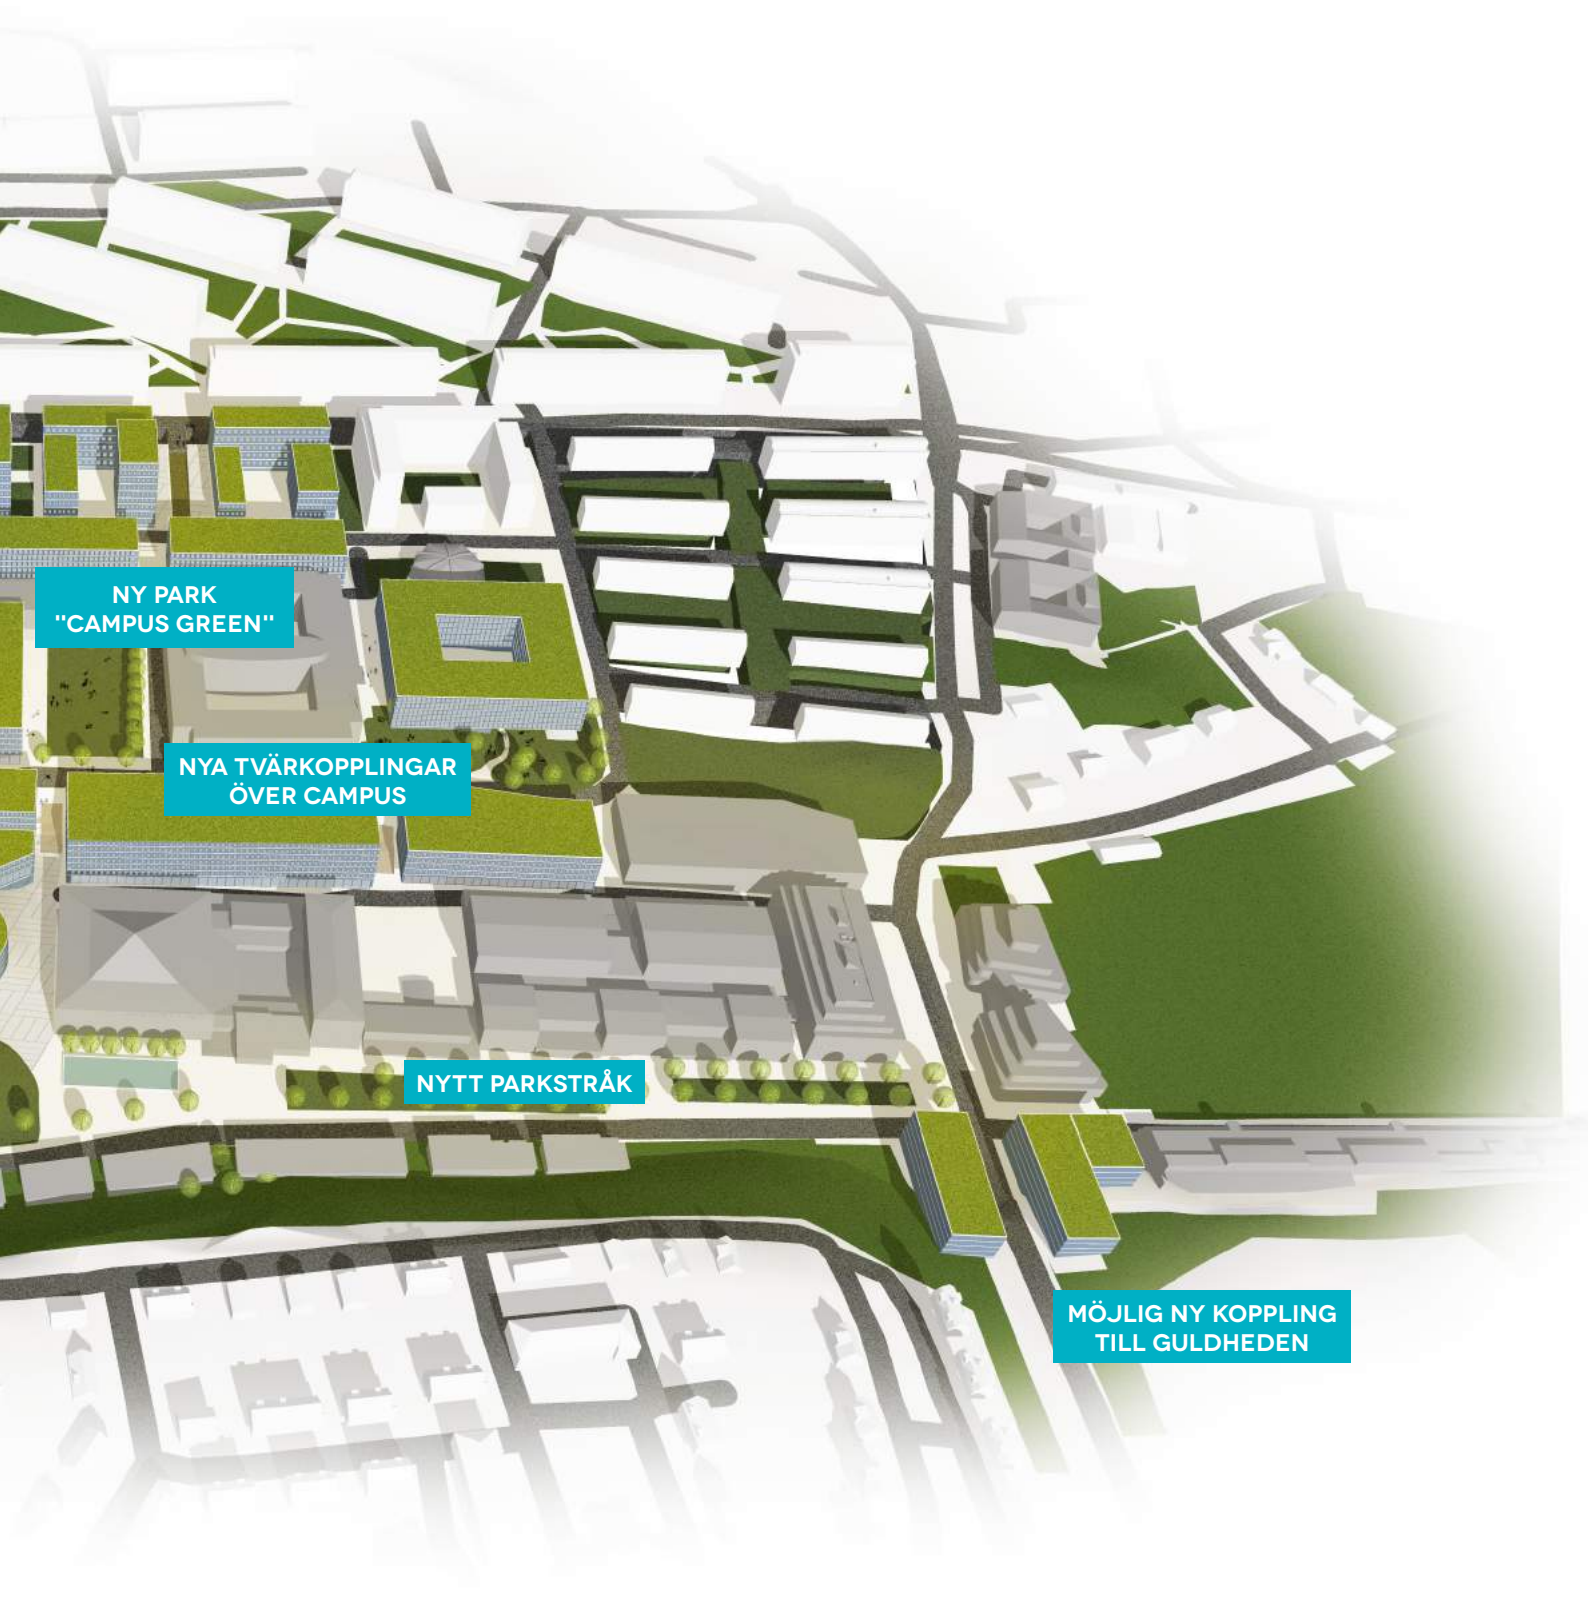 NY PARK
"CAMPUS GREEN"
NYA TVÄRKOPPLINGAR
ÖVER CAMPUS
NYTT PARKSTRÅK
MÖJLIG NY KOPPLING
TILL GULDHEDEN